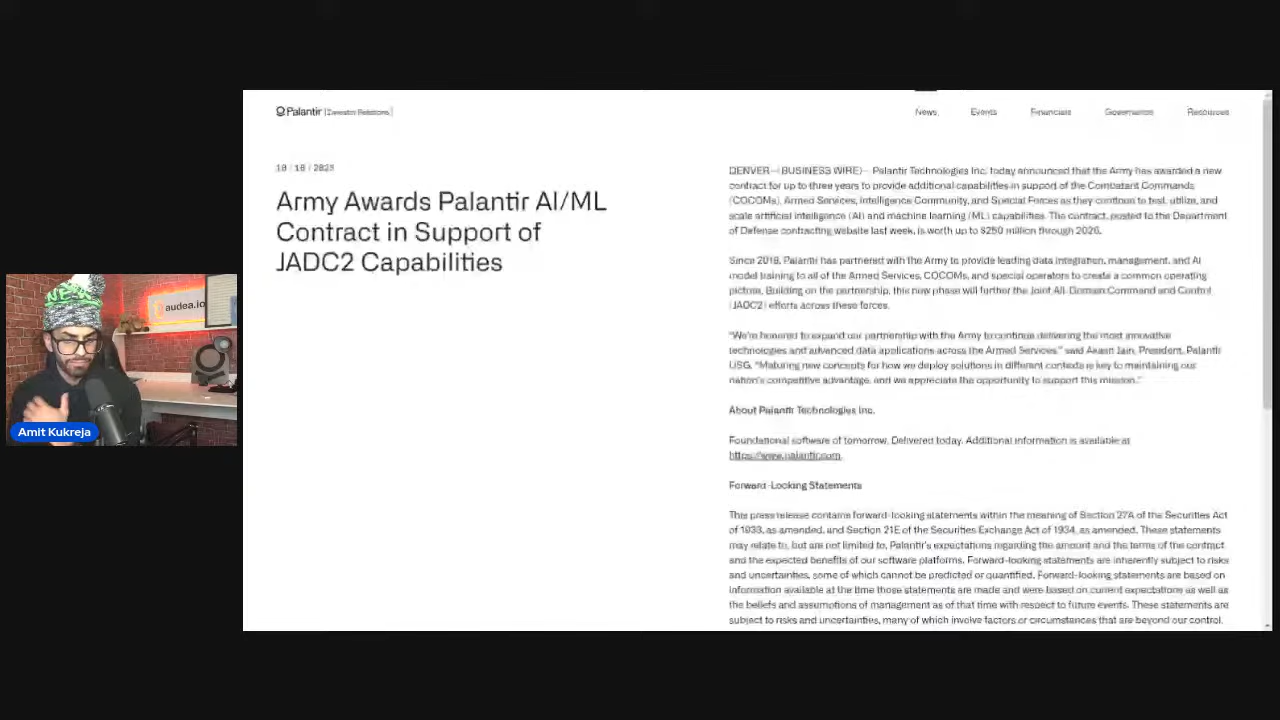 Palantir | Investor Relations |
News Events Financials Governance Resources
10 / 10 / 2023
Army Awards Palantir AI/ML
Contract in Support of
JADC2 Capabilities
DENVER--( BUSINESS WIRE)-- Palantir Technologies Inc. today announced that the Army has awarded a new
contract for up to three years to provide additional capabilities in support of the Combatant Commands
(COCOMs), Armed Services, Intelligence Community, and Special Forces as they continue to test, utilize, and
scale artificial intelligence (AI) and machine learning (ML) capabilities. The contract, posted to the Department
of Defense contracting website last week, is worth up to $250 million through 2026.
Since 2018, Palantir has partnered with the Army to provide leading data integration, management, and AI
model training to all of the Armed Services, COCOMs, and special operators to create a common operating
picture. Building on the partnership, this new phase will further the Joint All-Domain Command and Control
(JADC2) efforts across these forces.
"We're honored to expand our partnership with the Army to continue delivering the most innovative
technologies and advanced data applications across the Armed Services," said Akash Jain, President, Palantir
USG. "Maturing new concepts for how we deploy solutions in different contexts is key to maintaining our
nation's competitive advantage, and we appreciate the opportunity to support this mission."
About Palantir Technologies Inc.
Foundational software of tomorrow. Delivered today. Additional information is available at
https://www.palantir.com.
Forward-Looking Statements
This press release contains forward-looking statements within the meaning of Section 27A of the Securities Act
of 1933, as amended, and Section 21E of the Securities Exchange Act of 1934, as amended. These statements
may relate to, but are not limited to, Palantir's expectations regarding the amount and the terms of the contract
and the expected benefits of our software platforms. Forward-looking statements are inherently subject to risks
and uncertainties, some of which cannot be predicted or quantified. Forward-looking statements are based on
information available at the time those statements are made and were based on current expectations as well as
the beliefs and assumptions of management as of that time with respect to future events. These statements are
subject to risks and uncertainties, many of which involve factors or circumstances that are beyond our control.
audea.io
Amit Kukreja